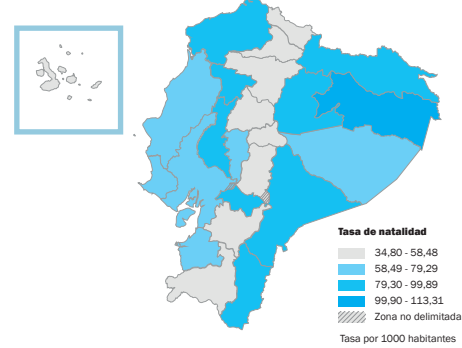 Tasa de natalidad
34,80 - 58,48
58,49 - 79,29
79,30 - 99,89
99,90 - 113,31
Zona no delimitada
Tasa por 1000 habitantes